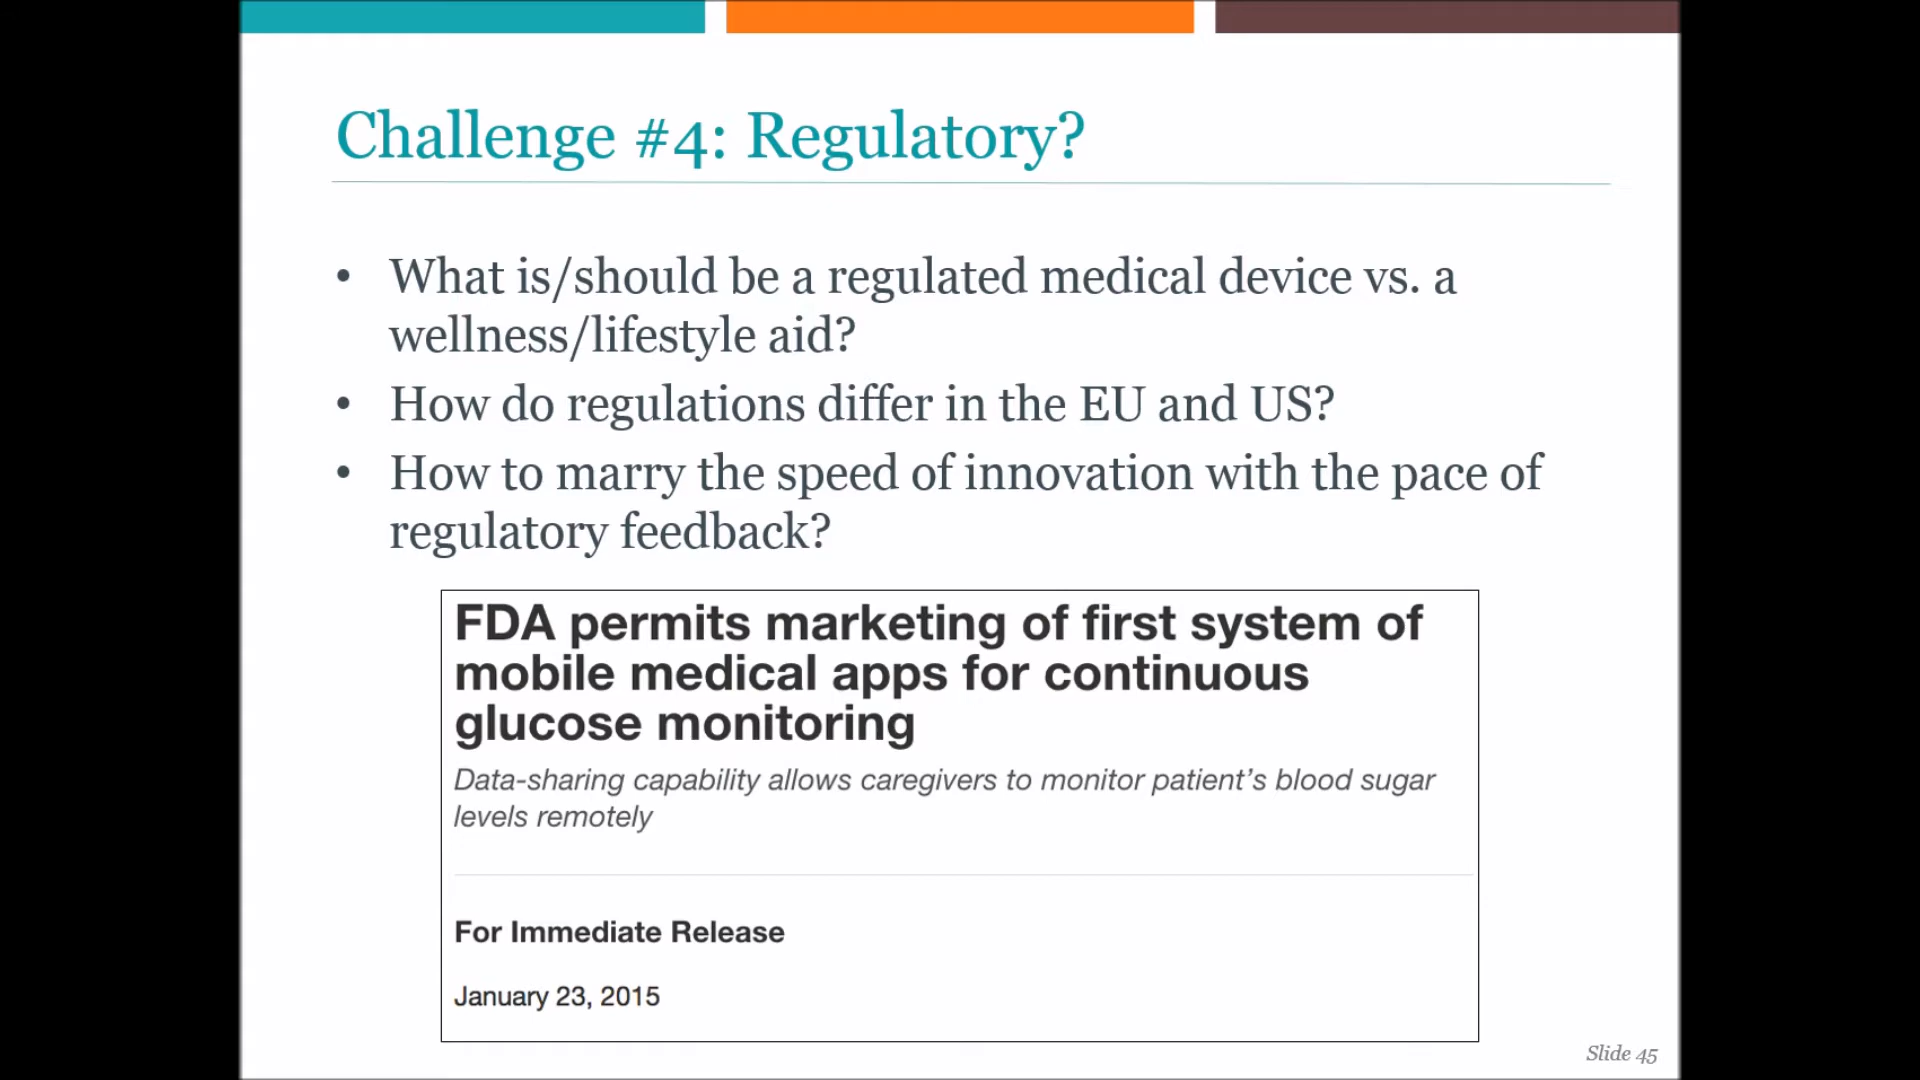 Challenge #4: Regulatory?
• What is/should be a regulated medical device vs. a
wellness/lifestyle aid?
• How do regulations differ in the EU and US?
• How to marry the speed of innovation with the pace of
regulatory feedback?
FDA permits marketing of first system of
mobile medical apps for continuous
glucose monitoring
Data-sharing capability allows caregivers to monitor patient’s blood sugar
levels remotely
For Immediate Release
January 23, 2015
Slide 45